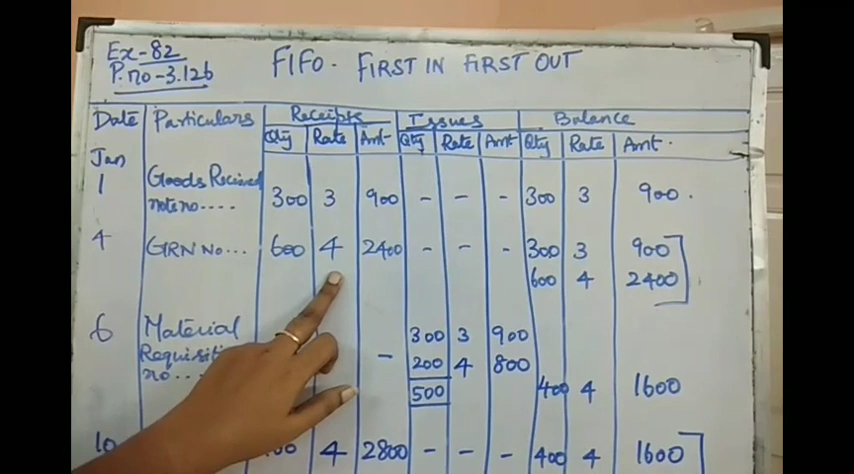 Ex-82
P.no-3.126
FIFO - FIRST IN FIRST OUT
Date Particulars Receipts Issues Balance
Qty Rate Amt Qty Rate Amt Qty Rate Amt.
Jan
1 Goods Recived 300 3 900 - - - 300 3 900.
note no....
4 GRN No... 600 4 2400 - - - 300 3 900
600 4 2400
6 Material 300 3 900
Requisiti
no... - 200 4 800
500 400 4 1600
10 4 2800 - - - 400 4 1600